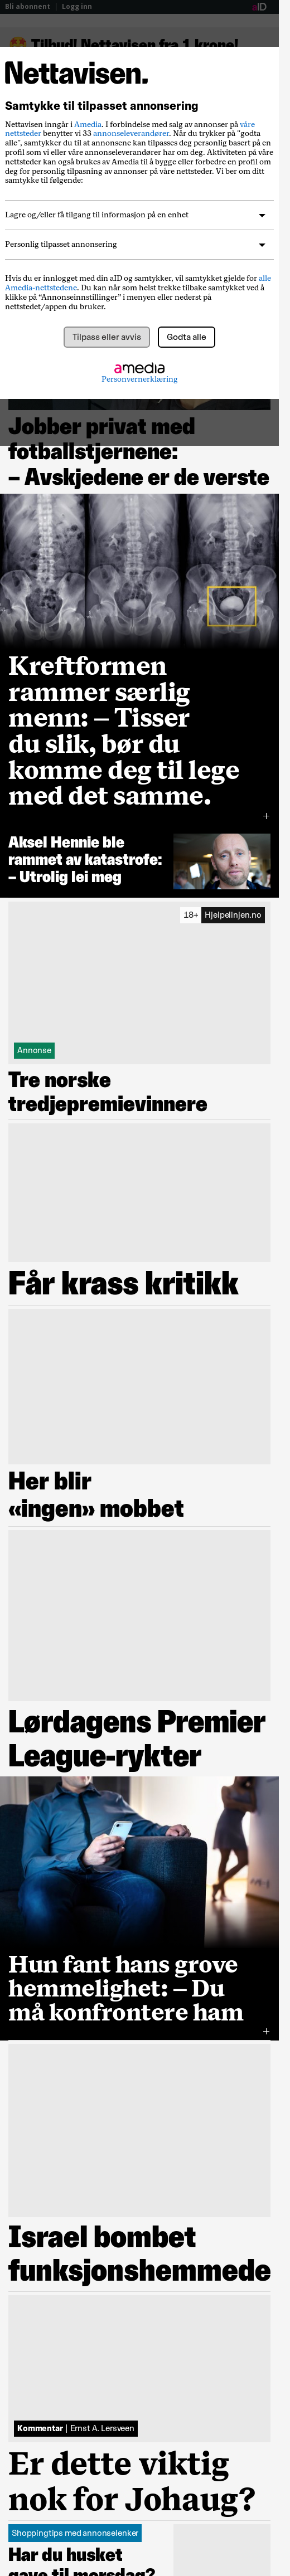 Bli abonnent | Logg inn
aID
Tilbud! Nettavisen fra 1 krone!
Nettavisen.
Samtykke til tilpasset annonsering
Nettavisen inngår i Amedia. I forbindelse med salg av annonser på våre
nettsteder benytter vi 33 annonseleverandører. Når du trykker på "godta
alle", samtykker du til at annonsene kan tilpasses deg personlig basert på en
profil som vi eller våre annonseleverandører har om deg. Aktiviteten på våre
nettsteder kan også brukes av Amedia til å bygge eller forbedre en profil om
deg for personlig tilpasning av annonser på våre nettsteder. Vi ber om ditt
samtykke til følgende:
Lagre og/eller få tilgang til informasjon på en enhet
Personlig tilpasset annonsering
Hvis du er innlogget med din aID og samtykker, vil samtykket gjelde for alle
Amedia-nettstedene. Du kan når som helst trekke tilbake samtykket ved å
klikke på “Annonseinnstillinger” i menyen eller nederst på
nettstedet/appen du bruker.
Tilpass eller avvis
Godta alle
amedia
Personvernerklæring
Jobber privat med
fotballstjernene:
– Avskjedene er de verste
Kreftformen
rammer særlig
menn: – Tisser
du slik, bør du
komme deg til lege
med det samme.
+
Aksel Hennie ble
rammet av katastrofe:
– Utrolig lei meg
18+ Hjelpelinjen.no
Annonse
Tre norske
tredjepremievinnere
Får krass kritikk
Her blir
«ingen» mobbet
Lørdagens Premier
League-rykter
Hun fant hans grove
hemmelighet: – Du
må konfrontere ham
+
Israel bombet
funksjonshemmede
Kommentar | Ernst A. Lersveen
Er dette viktig
nok for Johaug?
Shoppingtips med annonselenker
Har du husket
gave til morsdag?